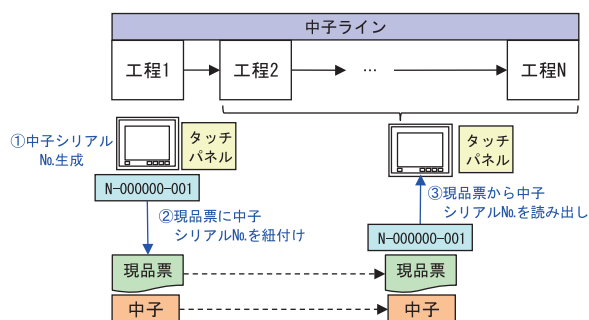 中子ライン
工程1
工程2
…
工程N
①中子シリアル
№生成
タッチ
パネル
タッチ
パネル
N-000000-001
②現品票に中子
シリアル№を紐付け
③現品票から中子
シリアル№を読み出し
N-000000-001
現品票
現品票
中子
中子